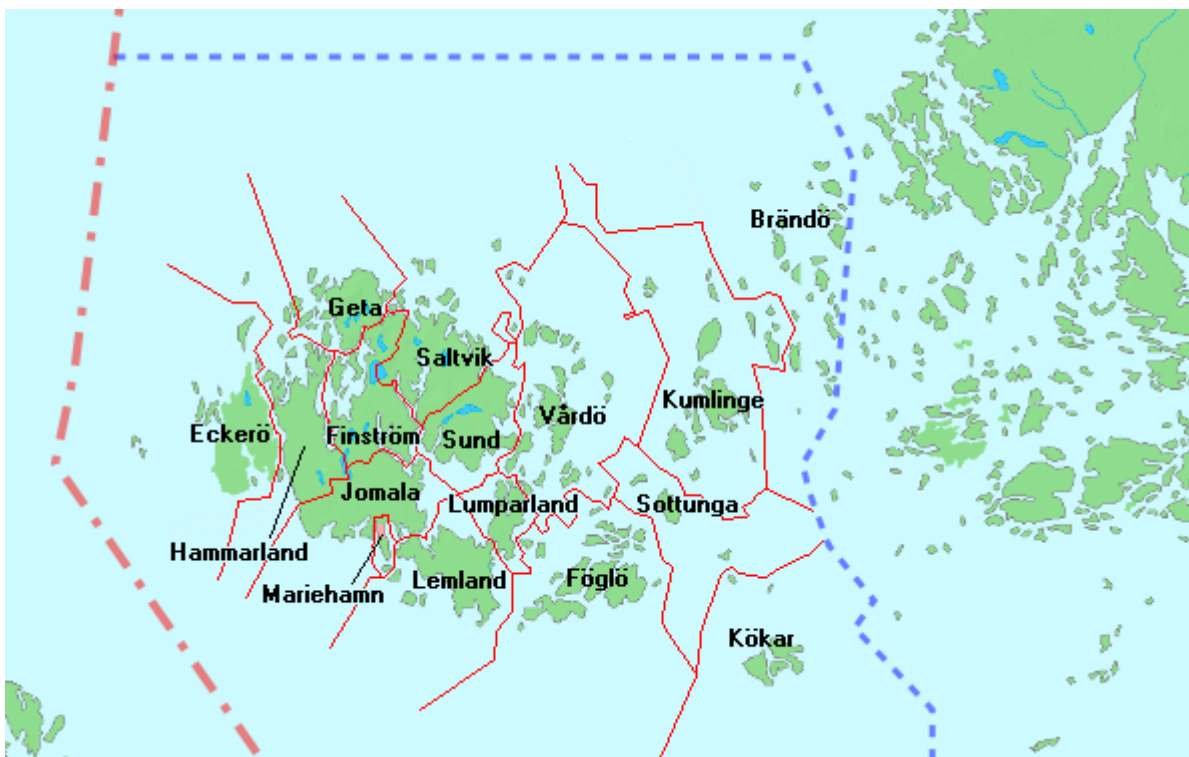 Brändö
Geta
Saltvik
Kumlinge
Vårdö
Eckerö
Finström
Sund
Jomala
Lumparland
Sottunga
Hammarland
Mariehamn
Lemland
Föglö
Kökar